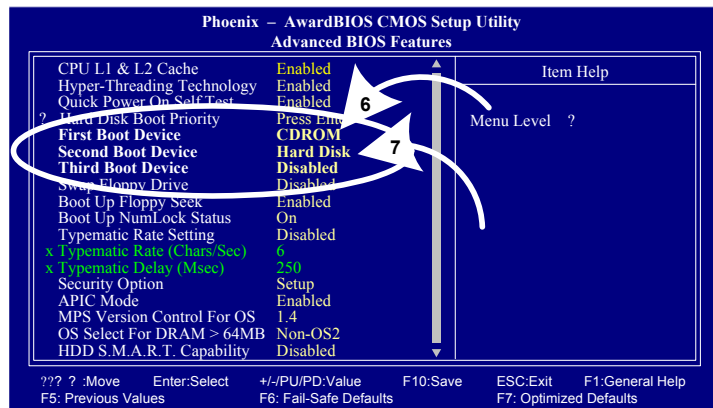 Phoenix – AwardBIOS CMOS Setup Utility
Advanced BIOS Features
CPU L1 & L2 Cache Enabled
Hyper-Threading Technology Enabled
Quick Power On Self Test Enabled
? Hard Disk Boot Priority Press Enter
First Boot Device CDROM
Second Boot Device Hard Disk
Third Boot Device Disabled
Swap Floppy Drive Disabled
Boot Up Floppy Seek Enabled
Boot Up NumLock Status On
Typematic Rate Setting Disabled
x Typematic Rate (Chars/Sec) 6
x Typematic Delay (Msec) 250
Security Option Setup
APIC Mode Enabled
MPS Version Control For OS 1.4
OS Select For DRAM > 64MB Non-OS2
HDD S.M.A.R.T. Capability Disabled
6
7
Item Help
Menu Level ?
??? ? :Move Enter:Select +/-/PU/PD:Value F10:Save ESC:Exit F1:General Help
F5: Previous Values F6: Fail-Safe Defaults F7: Optimized Defaults